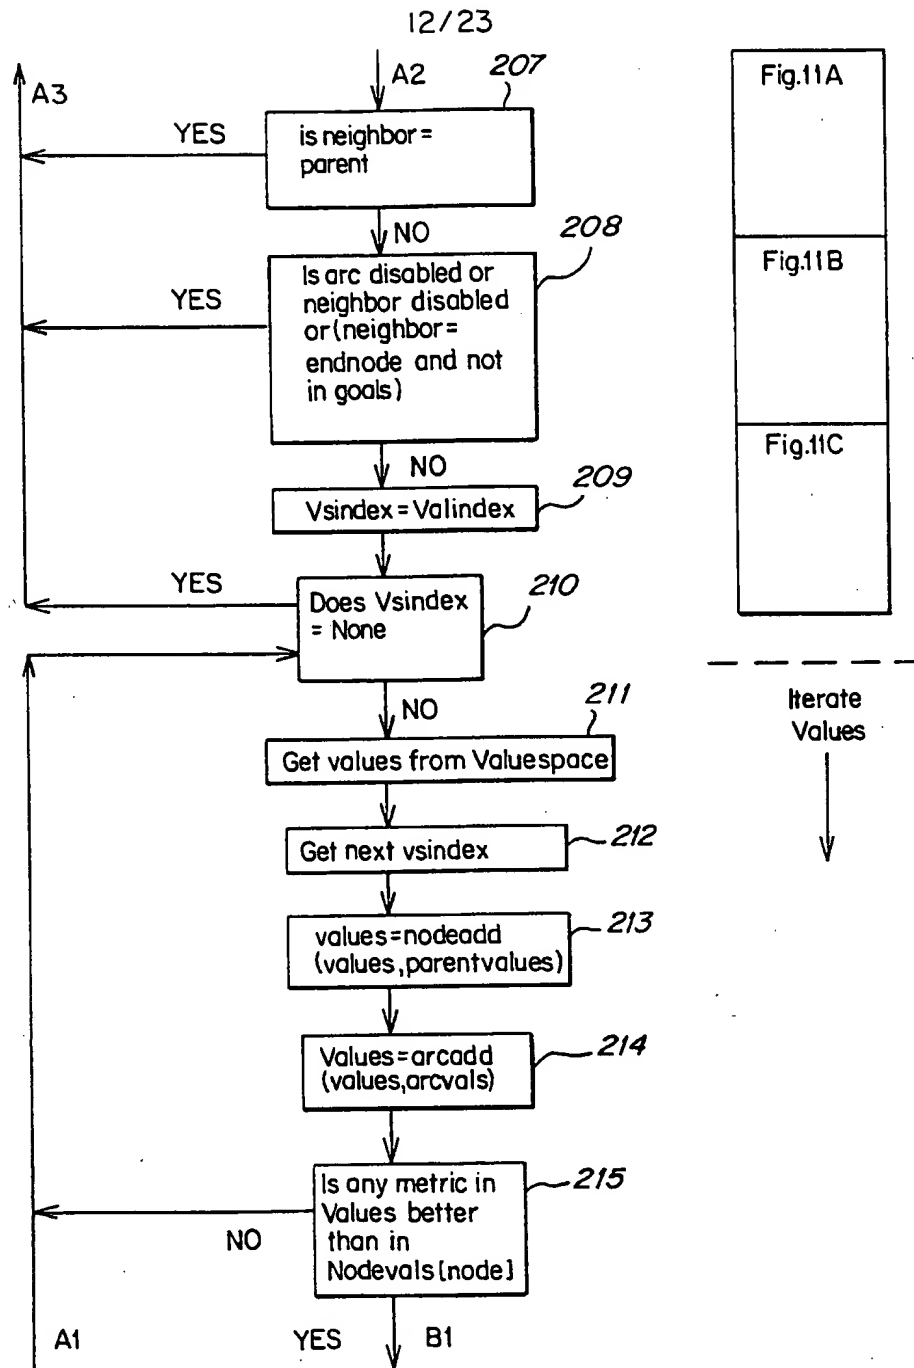 12/23
A3
A2
207
YES
is neighbor=
parent
NO
208
YES
Is arc disabled or
neighbor disabled
or(neighbor=
endnode and not
in goals)
NO
209
Vsindex=Valindex
YES
Does Vsindex
= None
210
NO
211
Get values from Valuespace
Get next vsindex
212
values=nodeadd
(values,parentvalues)
213
Values=arcadd
(values,arcvals)
214
Is any metric in
Values better
than in
Nodevals[node]
215
NO
A1
YES
B1
Fig.11A
Fig.11B
Fig.11C
Iterate
Values